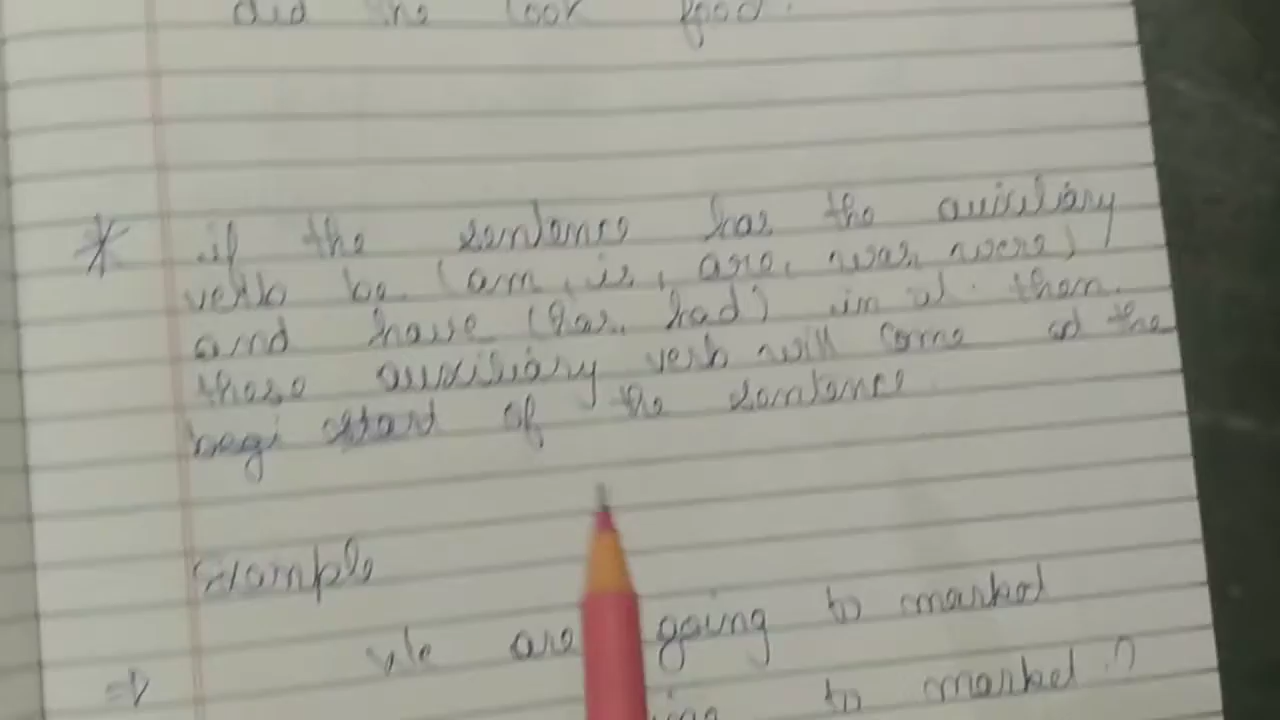 did he cook food.
* if the sentence has the auxiliary
verb be (am, is, are, was, were)
and have (has, had) in it. then
these auxiliary verb will come at the
begi start of the sentence
Example
We are going to market
⇒ to market ?